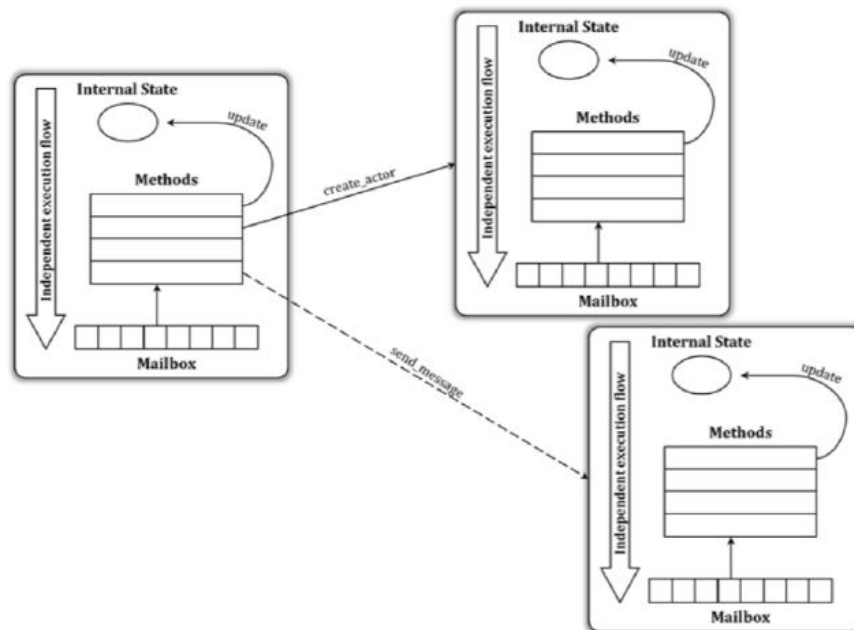 Internal State
update
Independent execution flow
Methods
Mailbox
create_actor
send_message
Internal State
update
Independent execution flow
Methods
Mailbox
Internal State
update
Independent execution flow
Methods
Mailbox